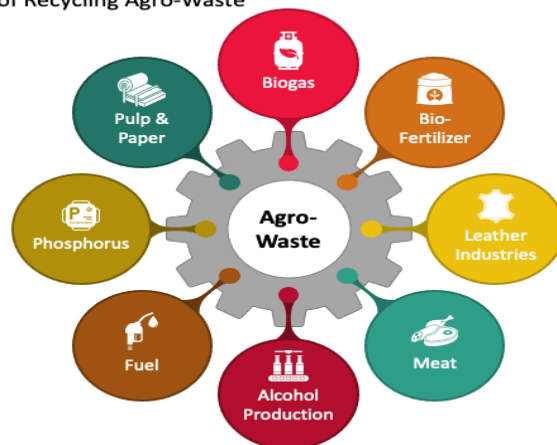 of Recycling Agro-Waste
Biogas
Bio-
Fertilizer
Leather
Industries
Meat
Alcohol
Production
Fuel
P
Phosphorus
Pulp &
Paper
Agro-
Waste